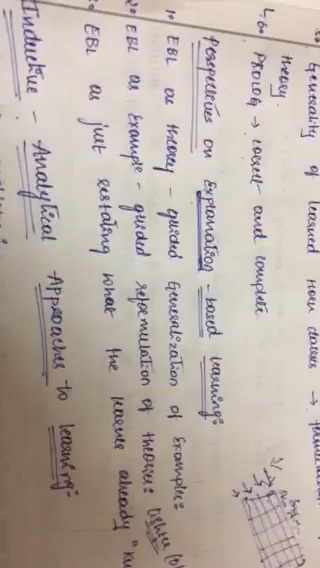 Generality of learned Horn clauses →
theory.
4. PROLOG → correct and complete
Perspectives on Explanation - based learning:
1. EBL as theory - guided Generalization of Examples:
2. EBL as Example - guided reformulation of theories:
EBL as just restating what the learner already "
Inductive - Analytical Approaches to learning: